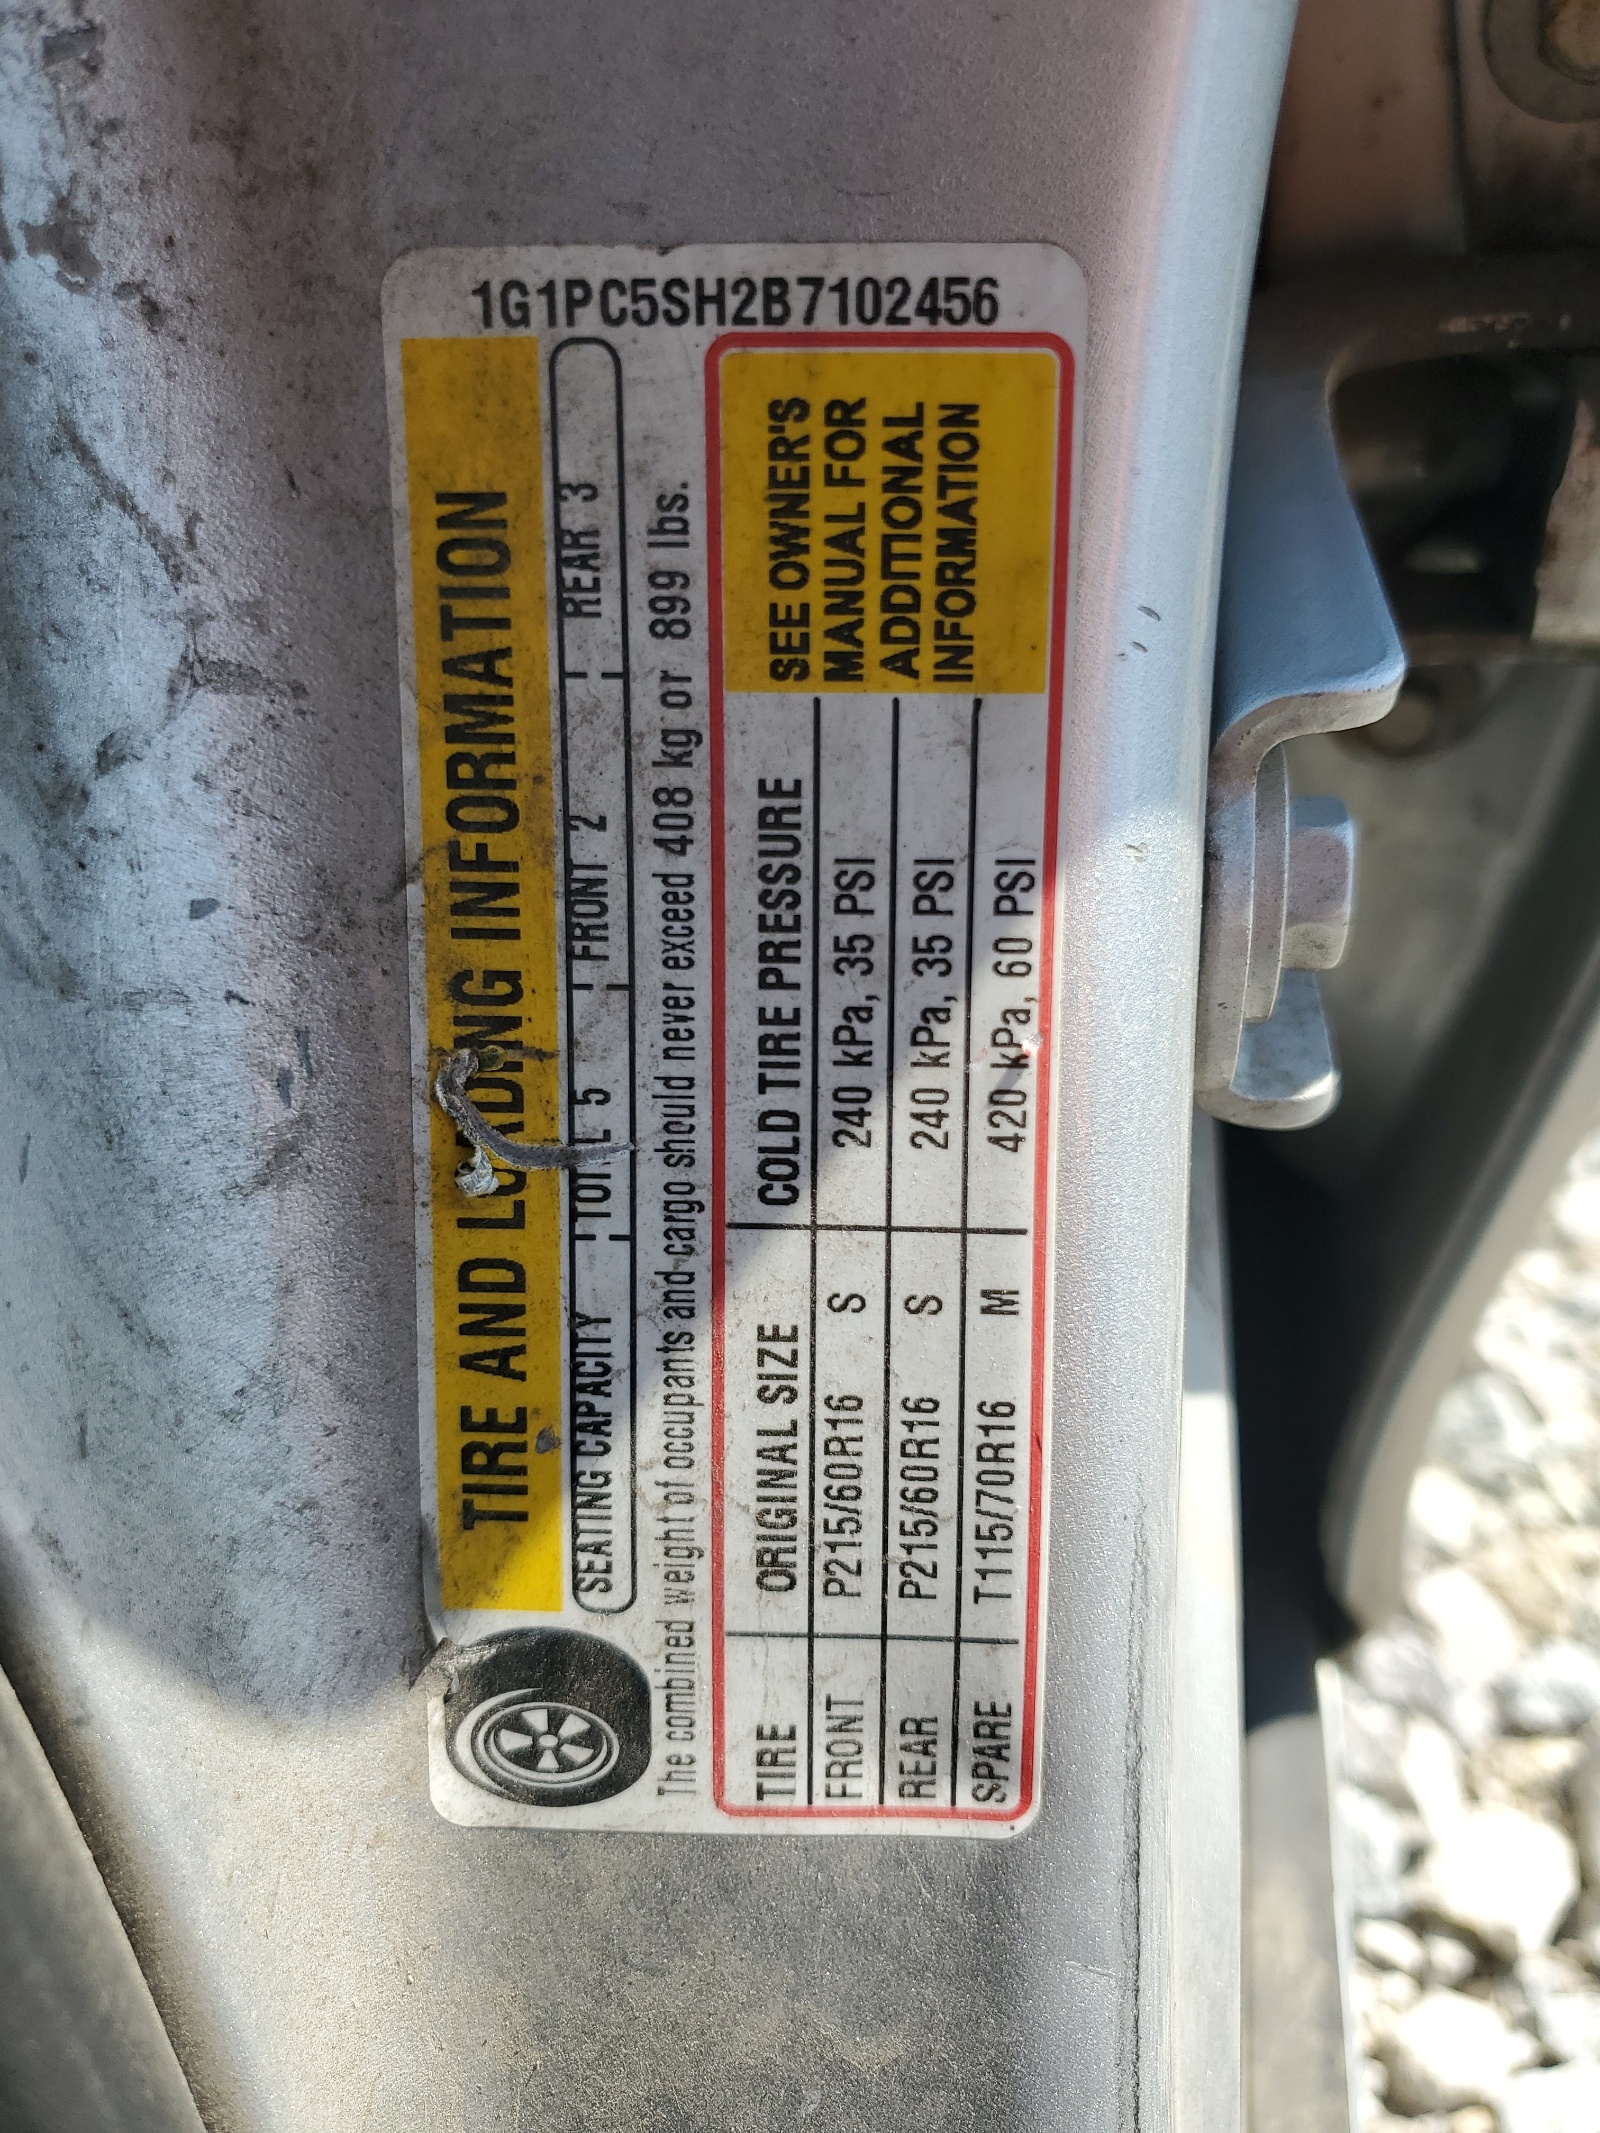 1G1PC5SH2B7102456
TIRE AND LOADING INFORMATION
SEATING CAPACITY TOTAL 5 FRONT 2 REAR 3
The combined weight of occupants and cargo should never exceed 408 kg or 899 lbs.
TIRE ORIGINAL SIZE COLD TIRE PRESSURE
FRONT P215/60R16 S 240 kPa, 35 PSI
REAR P215/60R16 S 240 kPa, 35 PSI
SPARE T115/70R16 M 420 kPa, 60 PSI
SEE OWNER'S
MANUAL FOR
ADDITIONAL
INFORMATION